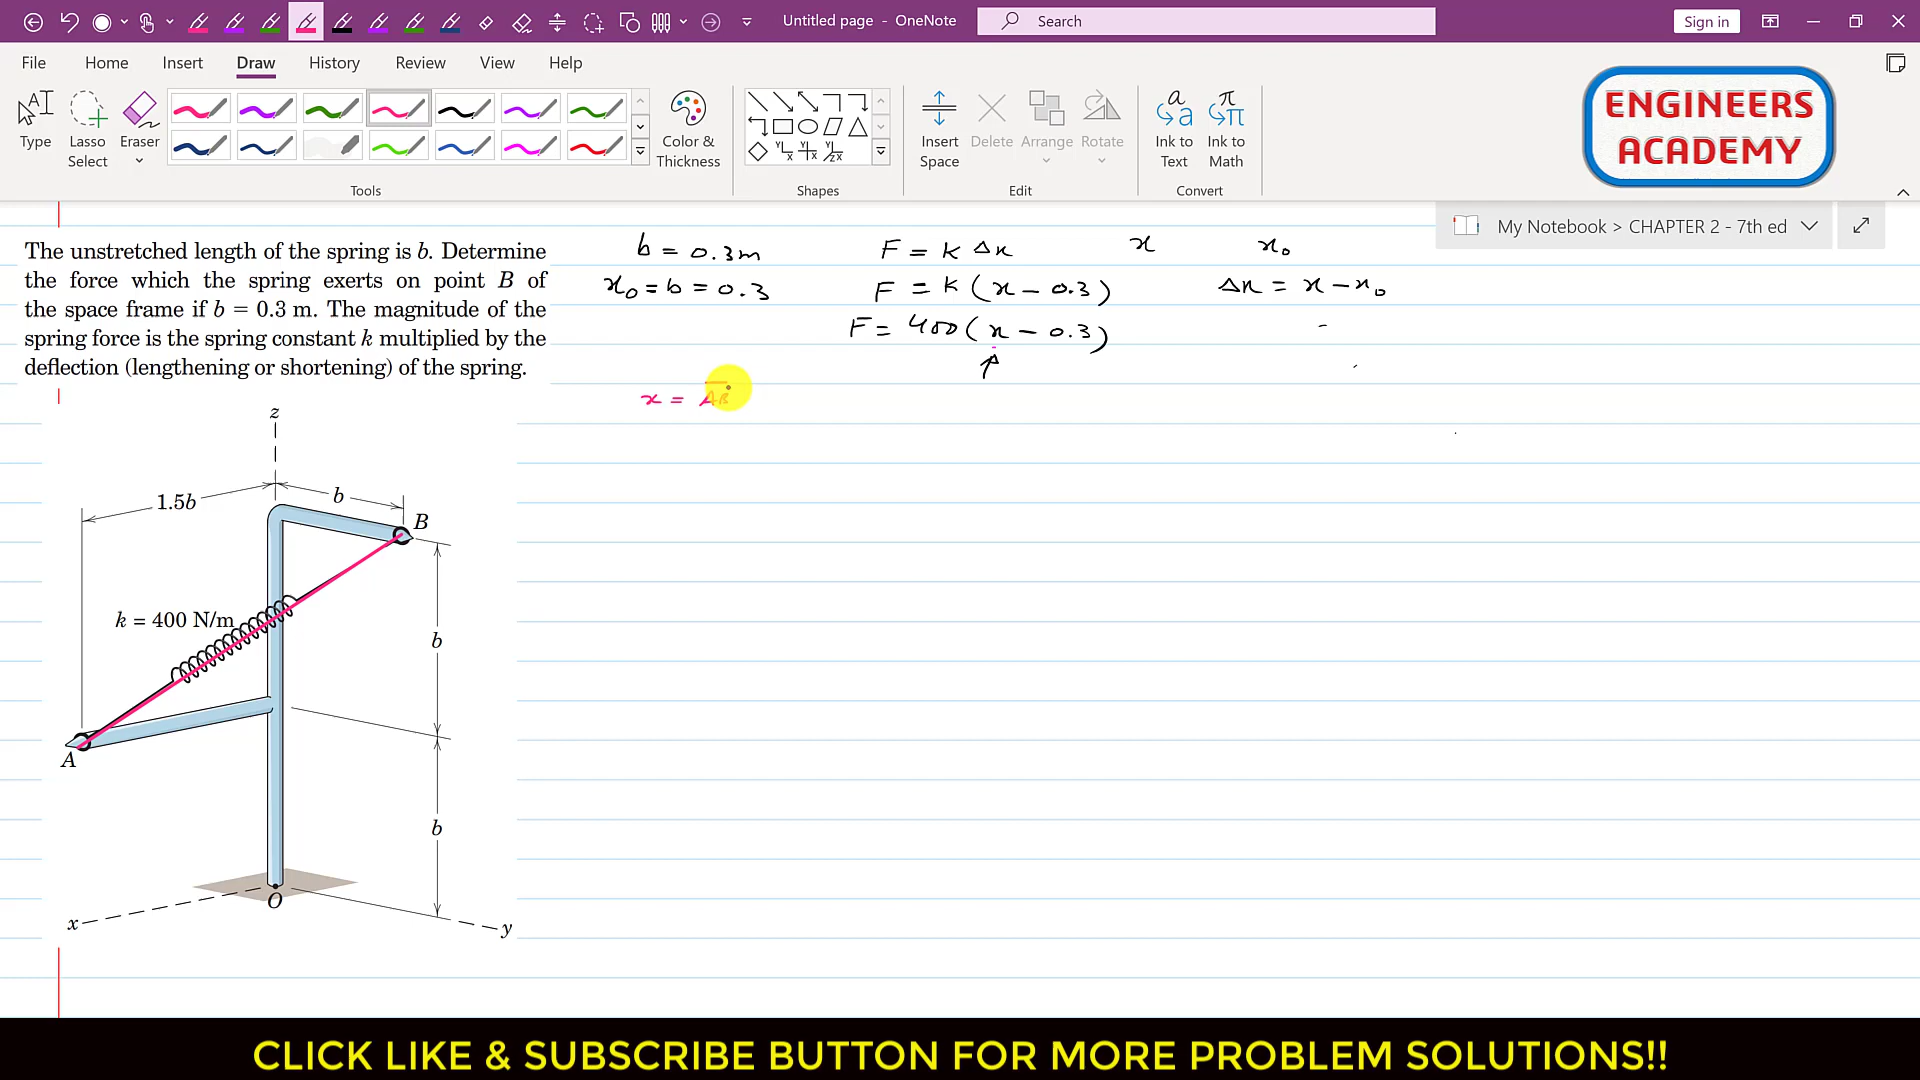 Untitled page - OneNote
Search
Sign in
File Home Insert Draw History Review View Help
Type
Lasso Select
Eraser
Color & Thickness
Insert Space
Delete
Arrange
Rotate
Ink to Text
Ink to Math
Tools
Shapes
Edit
Convert
ENGINEERS
ACADEMY
My Notebook > CHAPTER 2 - 7th ed
The unstretched length of the spring is b. Determine
the force which the spring exerts on point B of
the space frame if b = 0.3 m. The magnitude of the
spring force is the spring constant k multiplied by the
deflection (lengthening or shortening) of the spring.
b = 0.3m
x₀ = b = 0.3
F = K Δx
F = K (x - 0.3)
F = 400 (x - 0.3)
x x₀
Δx = x - x₀
x = AB
z
1.5b
b
B
k = 400 N/m
b
A
b
O
x
y
CLICK LIKE & SUBSCRIBE BUTTON FOR MORE PROBLEM SOLUTIONS!!